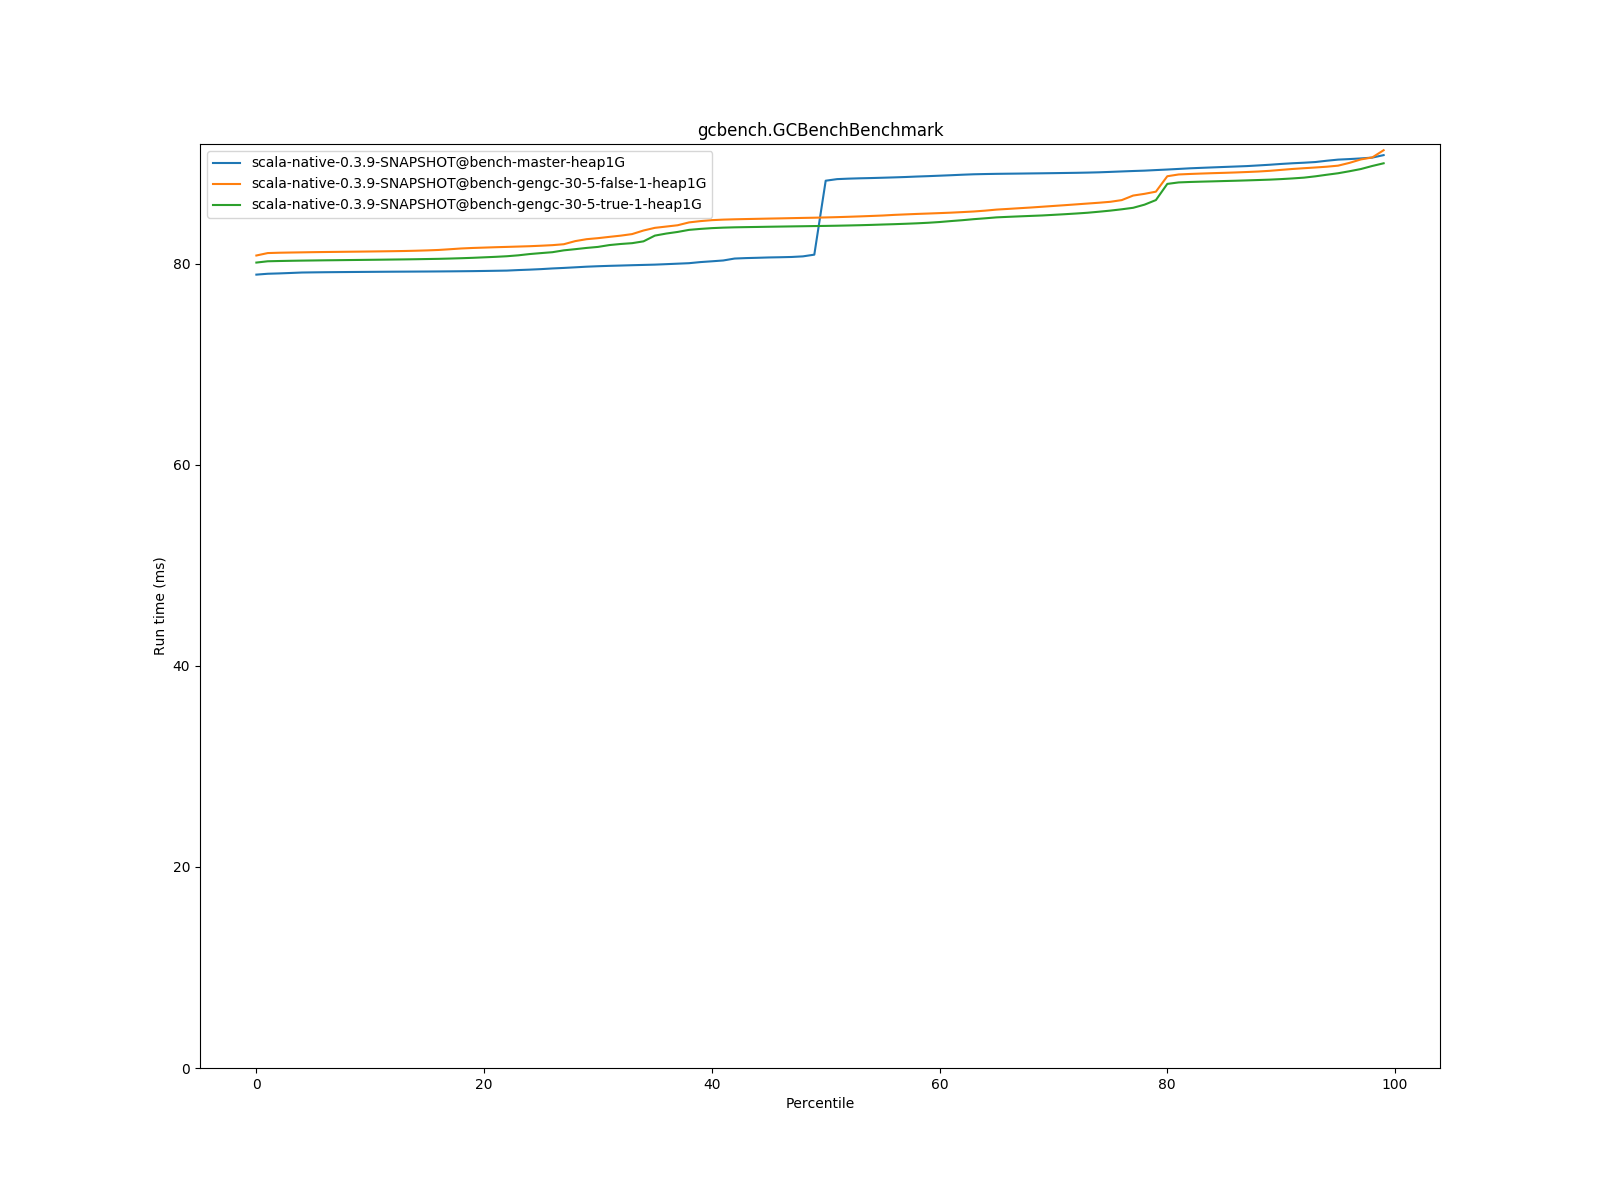 gcbench.GCBenchBenchmark
scala-native-0.3.9-SNAPSHOT@bench-master-heap1G
scala-native-0.3.9-SNAPSHOT@bench-gengc-30-5-false-1-heap1G
scala-native-0.3.9-SNAPSHOT@bench-gengc-30-5-true-1-heap1G
80
60
40
20
0
Run time (ms)
0 20 40 60 80 100
Percentile